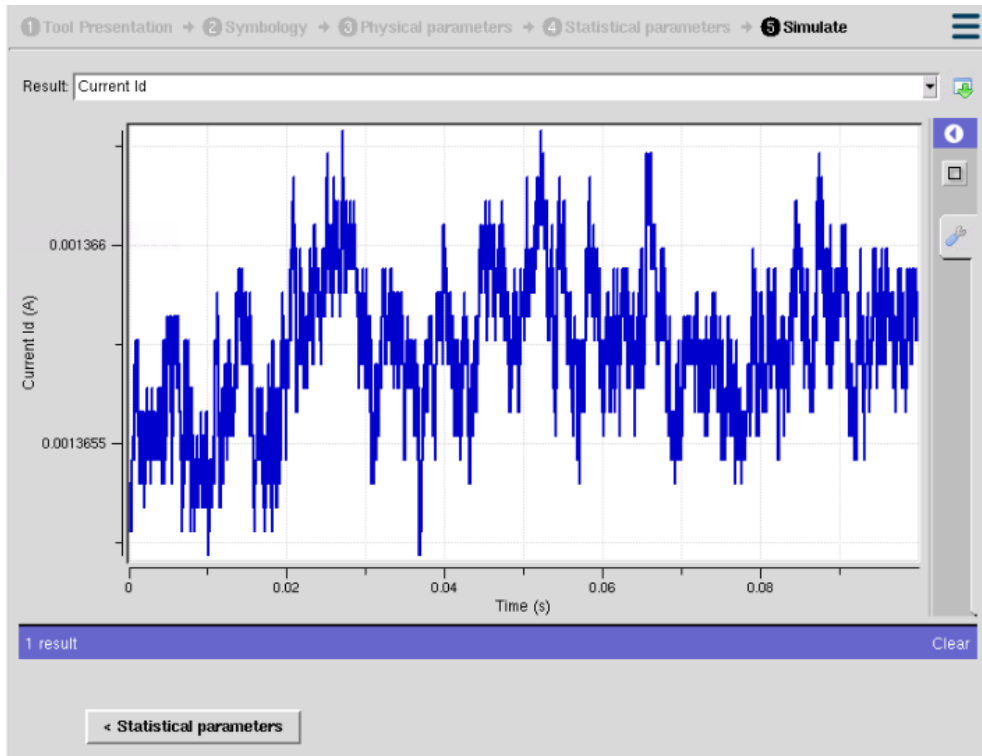 1 Tool Presentation → 2 Symbology → 3 Physical parameters → 4 Statistical parameters → 5 Simulate
Result: Current Id
0.001366
0.0013655
Current Id (A)
0 0.02 0.04 0.06 0.08
Time (s)
1 result Clear
< Statistical parameters